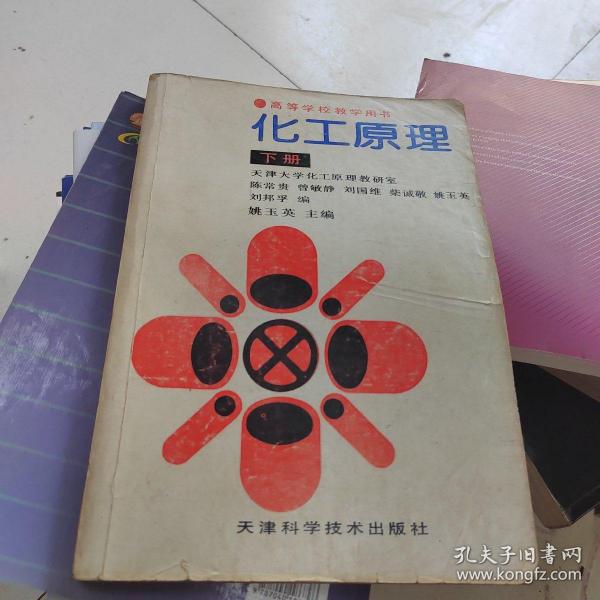 高等学校教学用书
化工原理
下册
天津大学化工原理教研室
陈常贵 曾敏静 刘国维 柴诚敬 姚玉英
刘邦孚 编
姚玉英 主编
天津科学技术出版社
孔夫子旧书网
www.kongfz.com